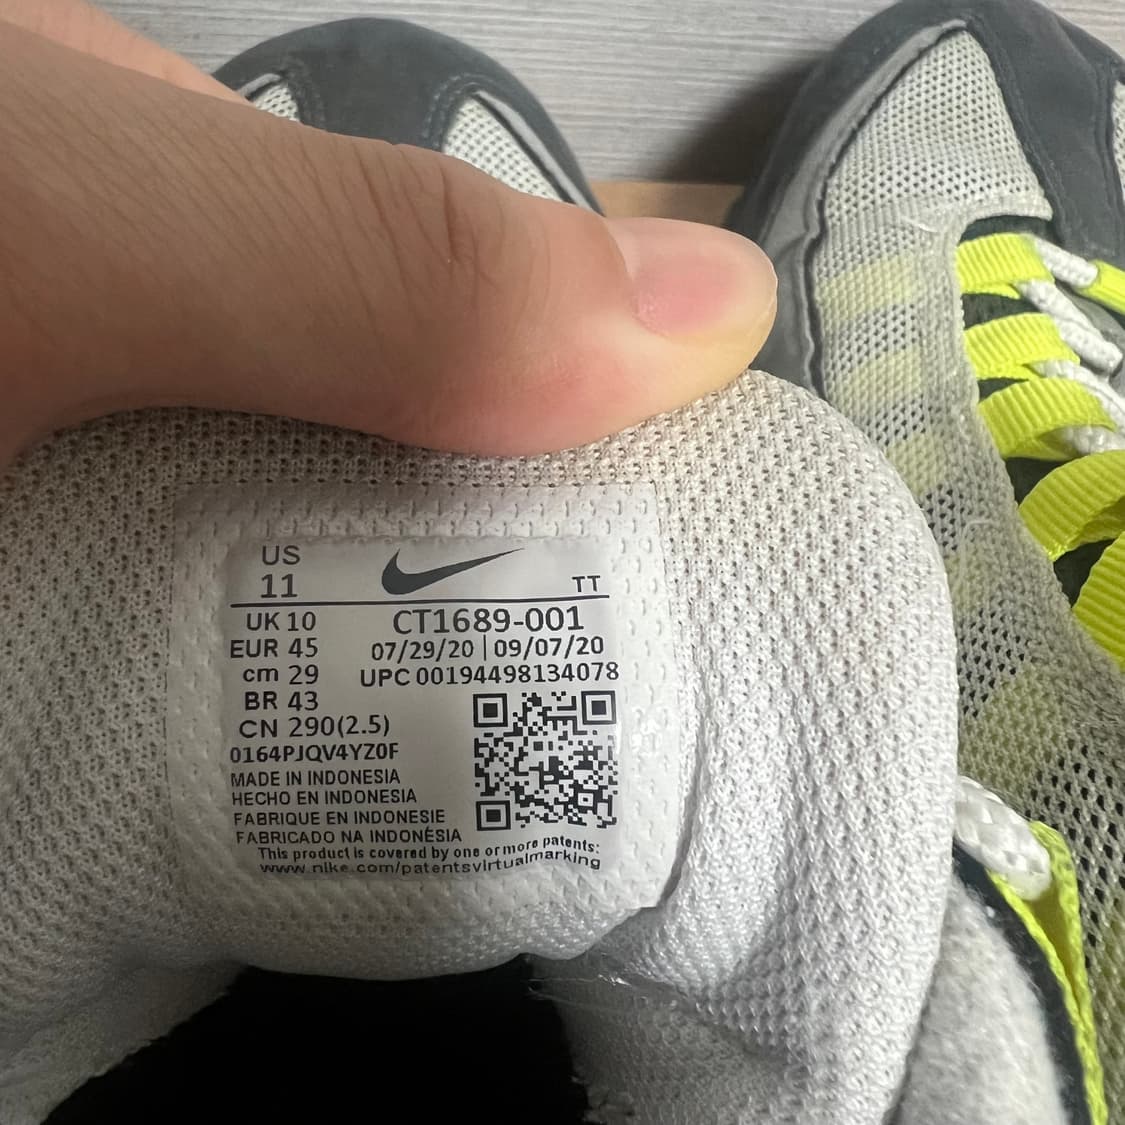 US
11
TT
UK 10
CT1689-001
EUR 45
07/29/20 | 09/07/20
cm 29
UPC 00194498134078
BR 43
CN 290(2.5)
0164PJQV4YZ0F
MADE IN INDONESIA
HECHO EN INDONESIA
FABRIQUE EN INDONESIE
FABRICADO NA INDONÉSIA
This product is covered by one or more patents:
www.nike.com/patentsvirtualmarking